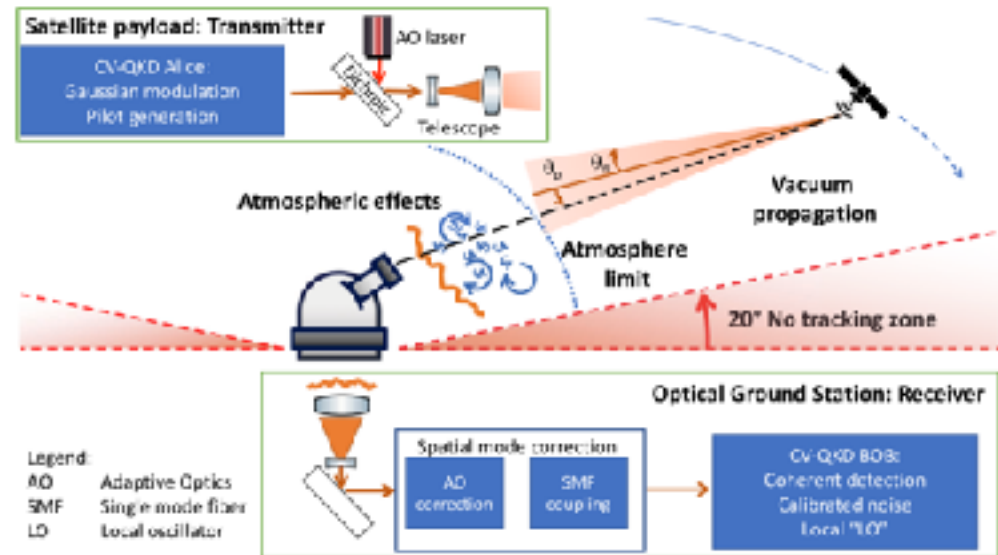 Satellite payload: Transmitter
AO laser
CV-QKD Alice:
Gaussian modulation
Pilot generation
Dichroic
Telescope
Atmospheric effects
Vacuum
propagation
Atmosphere
limit
20° No tracking zone
Optical Ground Station: Receiver
Spatial mode correction
AO
correction
SMF
coupling
CV-QKD BOB:
Coherent detection
Calibrated noise
Local "LO"
Legend:
AO Adaptive Optics
SMF Single mode fiber
LO Local oscillator